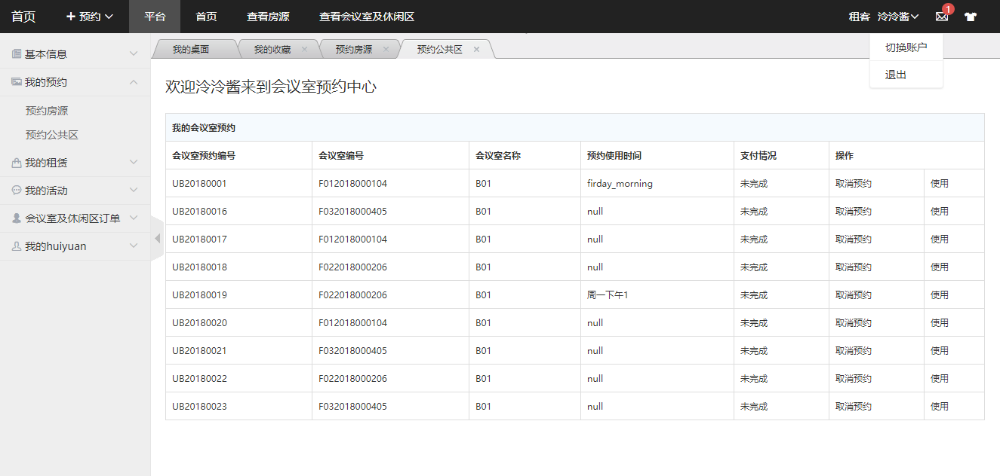 首页 预约 平台 首页 查看房源 查看会议室及休闲区 租客 泠泠酱 1
切换账户
退出
基本信息
我的预约
预约房源
预约公共区
我的租赁
我的活动
会议室及休闲区订单
我的huiyuan
我的桌面 我的收藏 预约房源 预约公共区
欢迎泠泠酱来到会议室预约中心
我的会议室预约
会议室预约编号 会议室编号 会议室名称 预约使用时间 支付情况 操作
UB20180001 F012018000104 B01 firday_morning 未完成 取消预约 使用
UB20180016 F032018000405 B01 null 未完成 取消预约 使用
UB20180017 F012018000104 B01 null 未完成 取消预约 使用
UB20180018 F022018000206 B01 null 未完成 取消预约 使用
UB20180019 F022018000206 B01 周一下午1 未完成 取消预约 使用
UB20180020 F012018000104 B01 null 未完成 取消预约 使用
UB20180021 F032018000405 B01 null 未完成 取消预约 使用
UB20180022 F022018000206 B01 null 未完成 取消预约 使用
UB20180023 F032018000405 B01 null 未完成 取消预约 使用